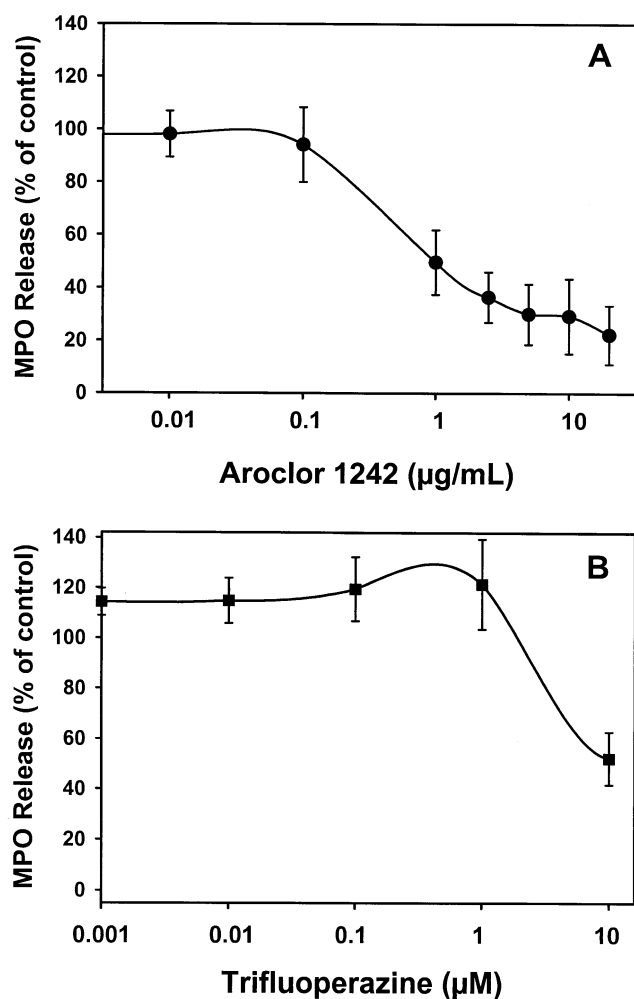 A
MPO Release (% of control)
140
120
100
80
60
40
20
0
0.01 0.1 1 10
Aroclor 1242 (µg/mL)
B
MPO Release (% of control)
140
120
100
80
60
40
20
0
0.001 0.01 0.1 1 10
Trifluoperazine (µM)